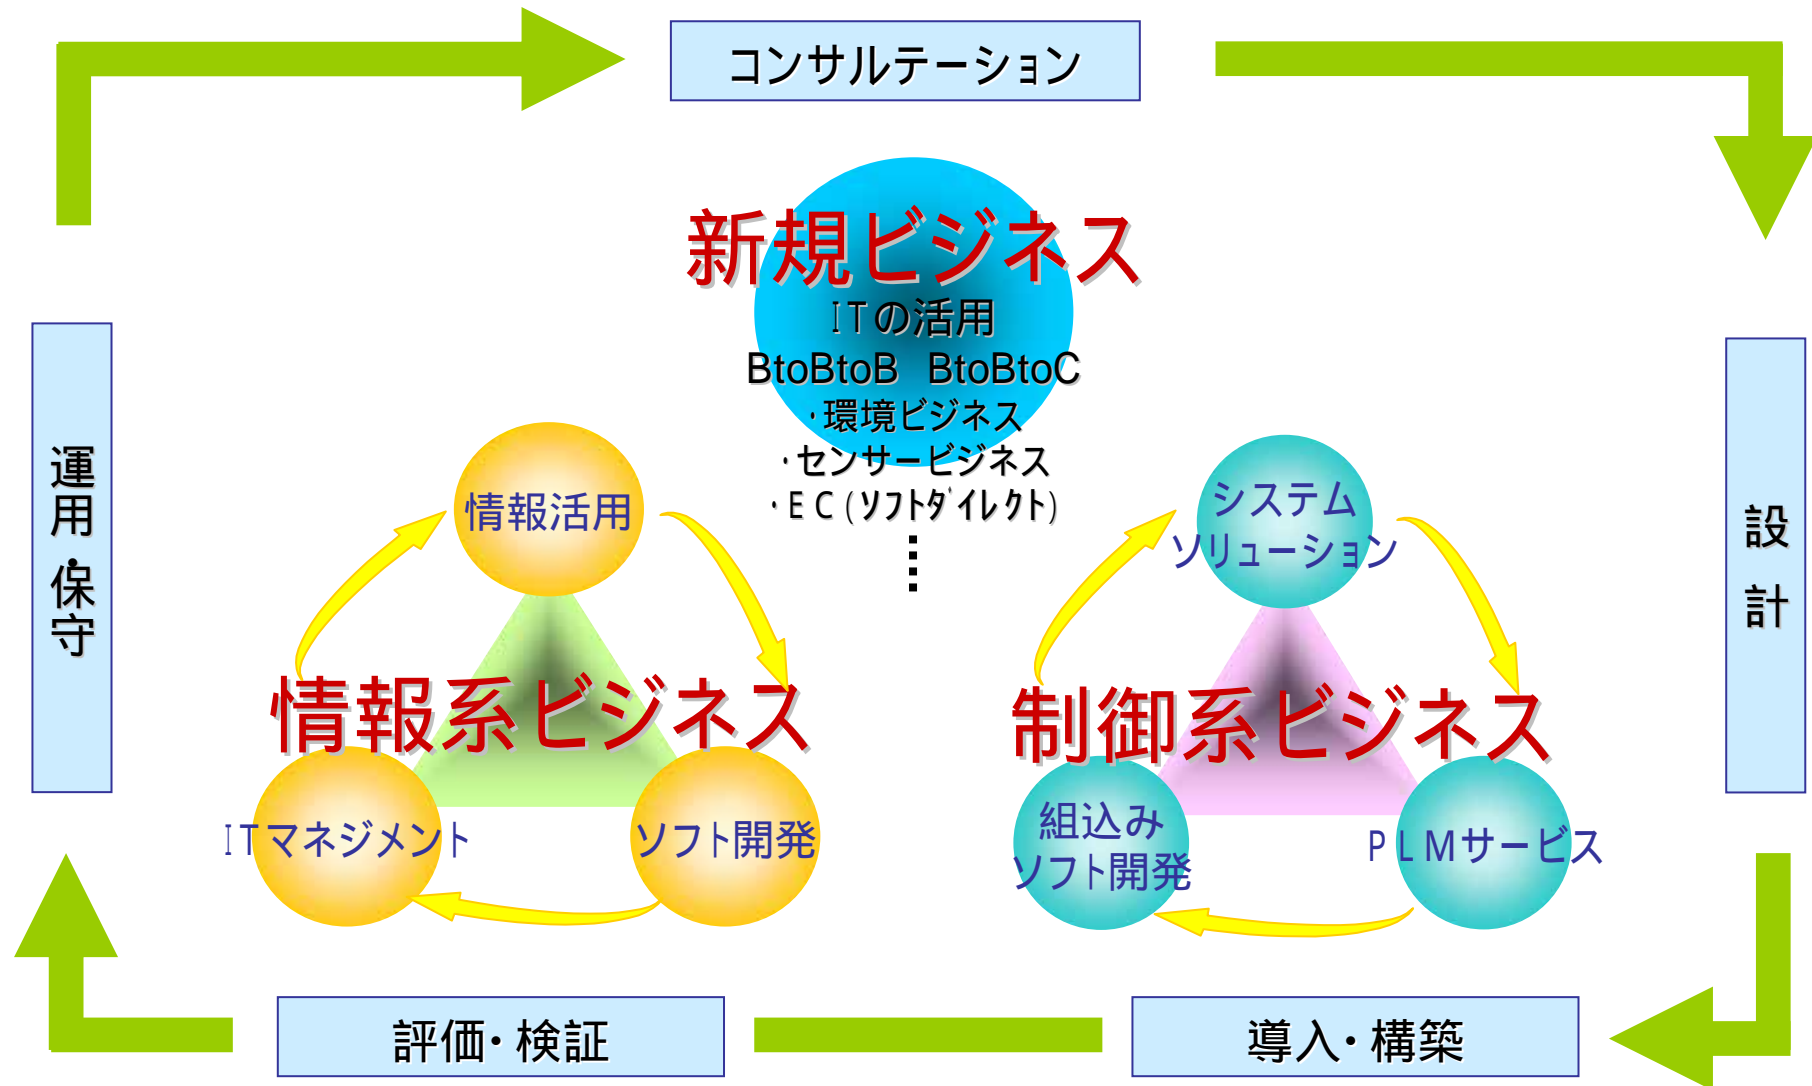 コンサルテーション
新規ビジネス
ITの活用
BtoBtoB BtoBtoC
・環境ビジネス
・センサービジネス
・EC(ソフトダイレクト)
運用・保守
設計
情報活用
システム
ソリューション
情報系ビジネス
制御系ビジネス
ITマネジメント
ソフト開発
組込み
ソフト開発
PLMサービス
評価・検証
導入・構築